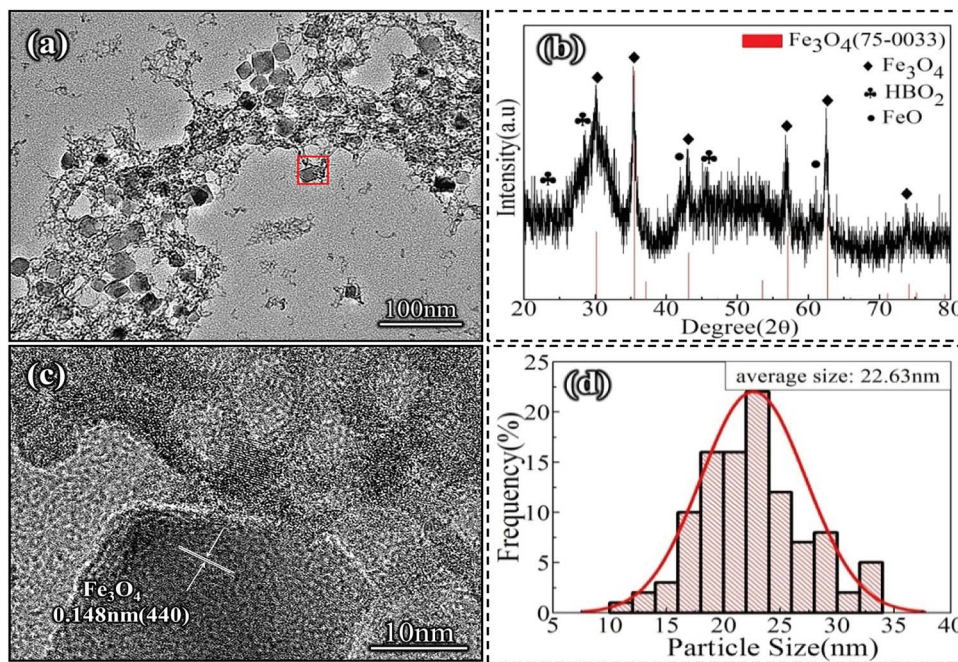 (a)
100nm
(b)
Fe₃O₄(75-0033)
◆ Fe₃O₄
♣ HBO₂
● FeO
Intensity(a.u)
20 30 40 50 60 70 80
Degree(2θ)
(c)
Fe₃O₄
0.148nm(440)
10nm
(d)
average size: 22.63nm
Frequency(%)
25
20
15
10
5
0
5 10 15 20 25 30 35 40
Particle Size(nm)